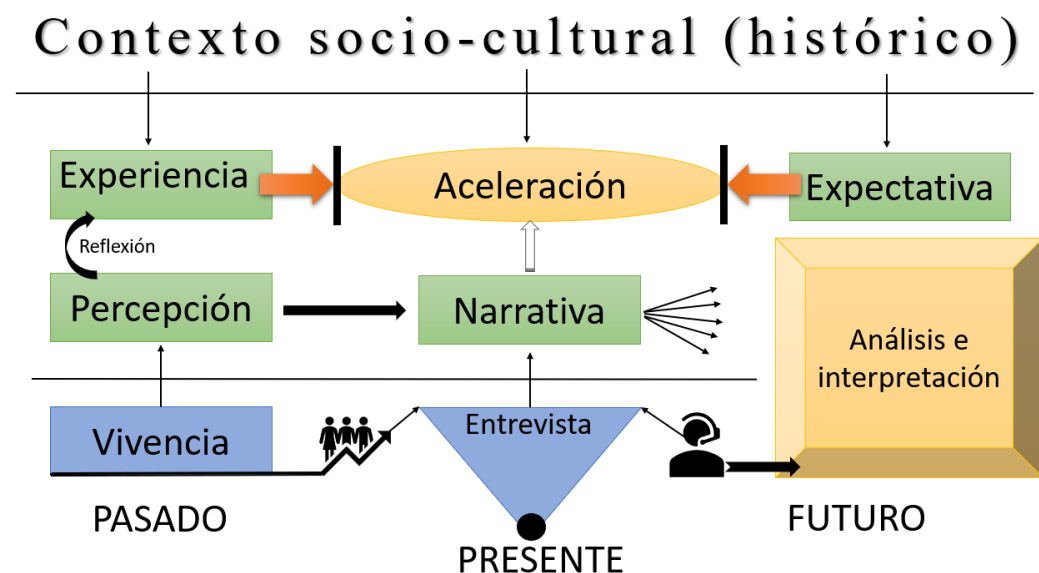 Contexto socio-cultural (histórico)
Experiencia
Aceleración
Expectativa
Reflexión
Percepción
Narrativa
Análisis e
interpretación
Vivencia
Entrevista
PASADO
PRESENTE
FUTURO